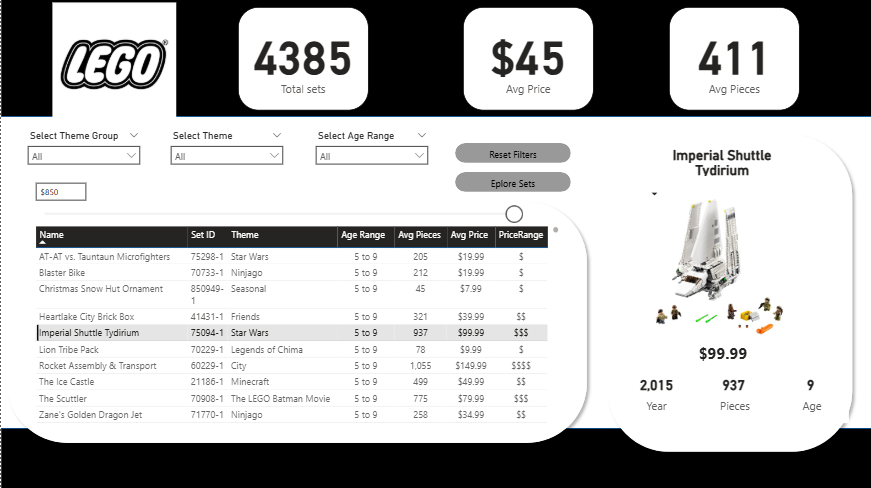 LEGO®
4385
Total sets
$45
Avg Price
411
Avg Pieces
Select Theme Group
All
Select Theme
All
Select Age Range
All
Reset Filters
Eplore Sets
$850
Name Set ID Theme Age Range Avg Pieces Avg Price PriceRange
AT-AT vs. Tauntaun Microfighters 75298-1 Star Wars 5 to 9 205 $19.99 $
Blaster Bike 70733-1 Ninjago 5 to 9 212 $19.99 $
Christmas Snow Hut Ornament 850949-1 Seasonal 5 to 9 45 $7.99 $
Heartlake City Brick Box 41431-1 Friends 5 to 9 321 $39.99 $$
Imperial Shuttle Tydirium 75094-1 Star Wars 5 to 9 937 $99.99 $$$
Lion Tribe Pack 70229-1 Legends of Chima 5 to 9 78 $9.99 $
Rocket Assembly & Transport 60229-1 City 5 to 9 1,055 $149.99 $$$$
The Ice Castle 21186-1 Minecraft 5 to 9 499 $49.99 $$
The Scuttler 70908-1 The LEGO Batman Movie 5 to 9 775 $79.99 $$$
Zane's Golden Dragon Jet 71770-1 Ninjago 5 to 9 258 $34.99 $$
Imperial Shuttle
Tydirium
$99.99
2,015 937 9
Year Pieces Age